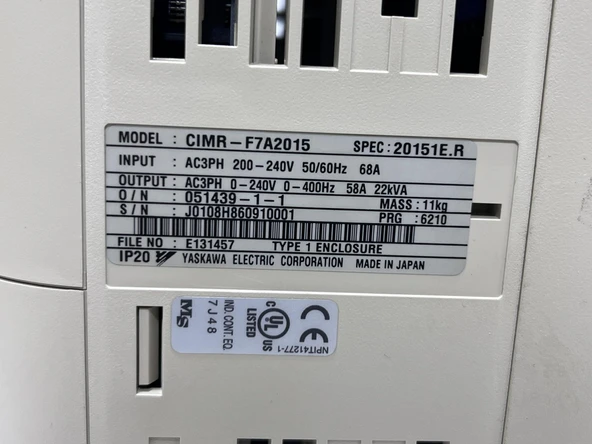 MODEL : CIMR-F7A2015 SPEC : 20151E.R
INPUT : AC3PH 200-240V 50/60Hz 68A
OUTPUT : AC3PH 0-240V 0-400Hz 58A 22kVA
O / N : 051439-1-1 MASS : 11kg
S / N : J0108H860910001 PRG : 6210
FILE NO : E131457 TYPE 1 ENCLOSURE
IP20 YASKAWA ELECTRIC CORPORATION MADE IN JAPAN
NPIT41277-1
C UL US
LISTED
IND. CONT. EQ.
7J48
MS